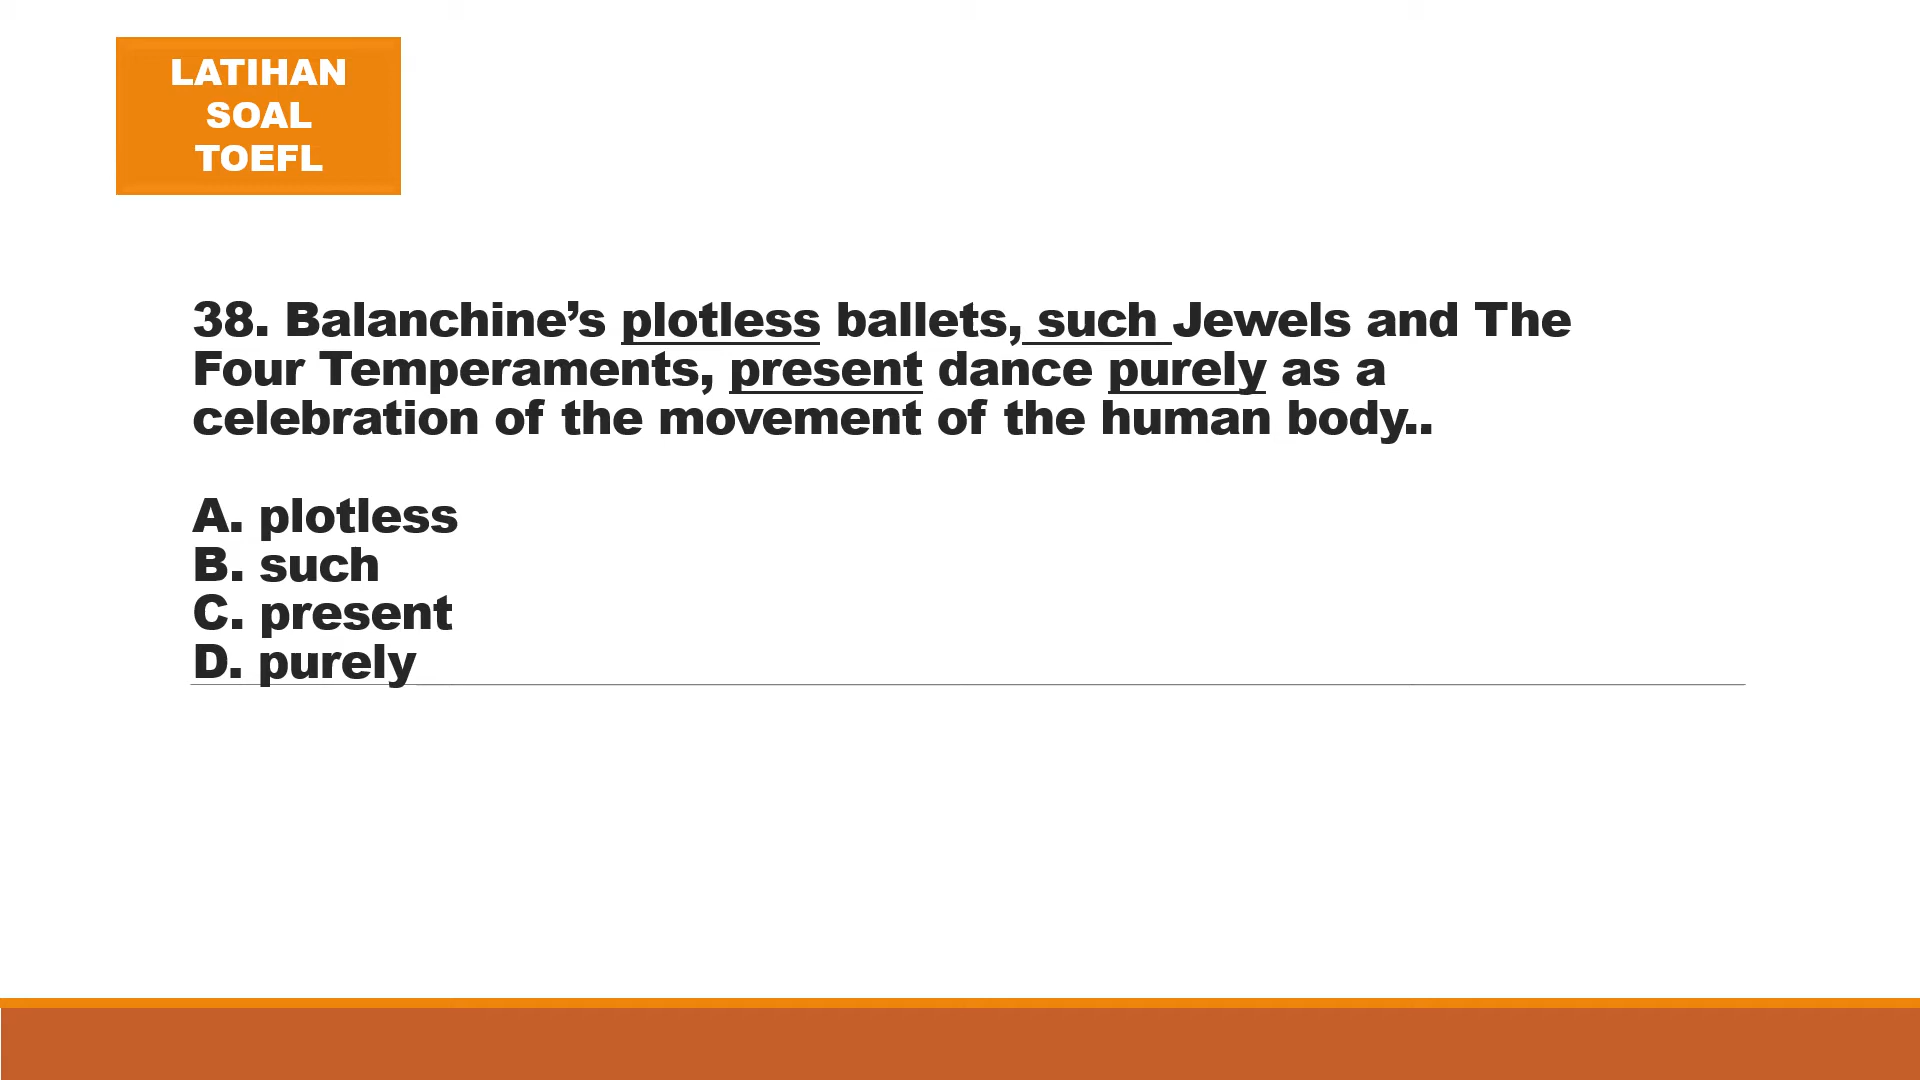 LATIHAN
SOAL
TOEFL
38. Balanchine’s plotless ballets, such Jewels and The
Four Temperaments, present dance purely as a
celebration of the movement of the human body..
A. plotless
B. such
C. present
D. purely